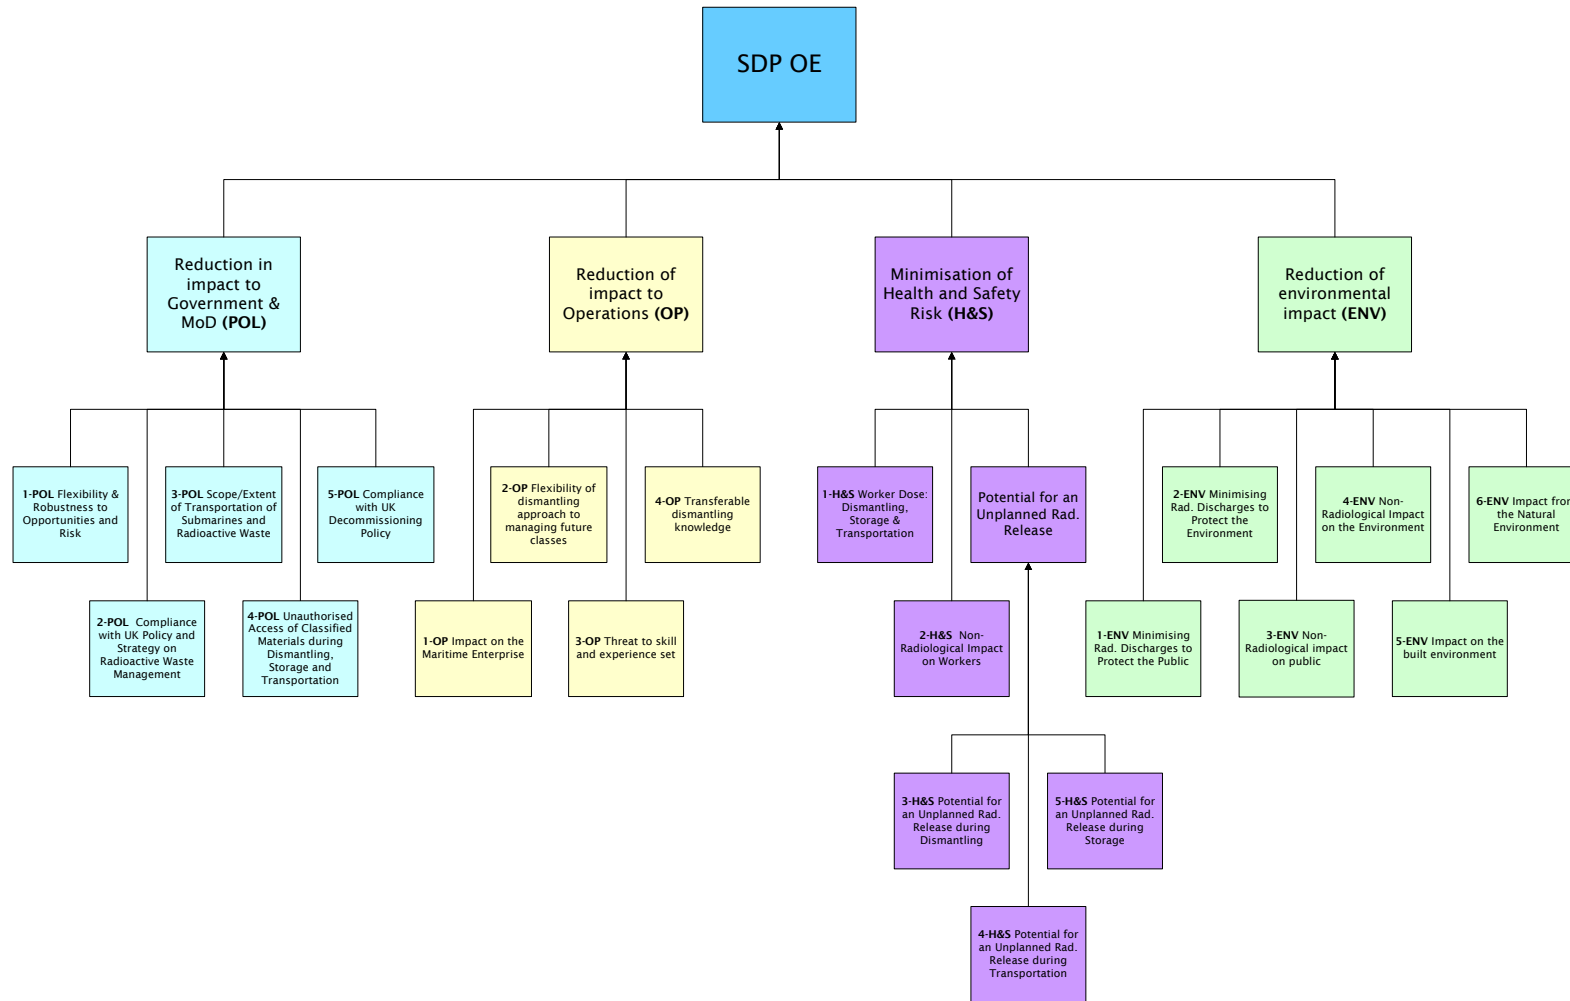 SDP OE
Reduction in
impact to
Government &
MoD (POL)
Reduction of
impact to
Operations (OP)
Minimisation of
Health and Safety
Risk (H&S)
Reduction of
environmental
impact (ENV)
1-POL Flexibility &
Robustness to
Opportunities and
Risk
3-POL Scope/Extent
of Transportation of
Submarines and
Radioactive Waste
5-POL Compliance
with UK
Decommissioning
Policy
2-OP Flexibility of
dismantling
approach to
managing future
classes
4-OP Transferable
dismantling
knowledge
1-H&S Worker Dose:
Dismantling,
Storage &
Transportation
Potential for an
Unplanned Rad.
Release
2-ENV Minimising
Rad. Discharges to
Protect the
Environment
4-ENV Non-
Radiological Impact
on the Environment
6-ENV Impact from
the Natural
Environment
2-POL Compliance
with UK Policy and
Strategy on
Radioactive Waste
Management
4-POL Unauthorised
Access of Classified
Materials during
Dismantling,
Storage and
Transportation
1-OP Impact on the
Maritime Enterprise
3-OP Threat to skill
and experience set
2-H&S Non-
Radiological Impact
on Workers
1-ENV Minimising
Rad. Discharges to
Protect the Public
3-ENV Non-
Radiological impact
on public
5-ENV Impact on the
built environment
3-H&S Potential for
an Unplanned Rad.
Release during
Dismantling
5-H&S Potential for
an Unplanned Rad.
Release during
Storage
4-H&S Potential for
an Unplanned Rad.
Release during
Transportation